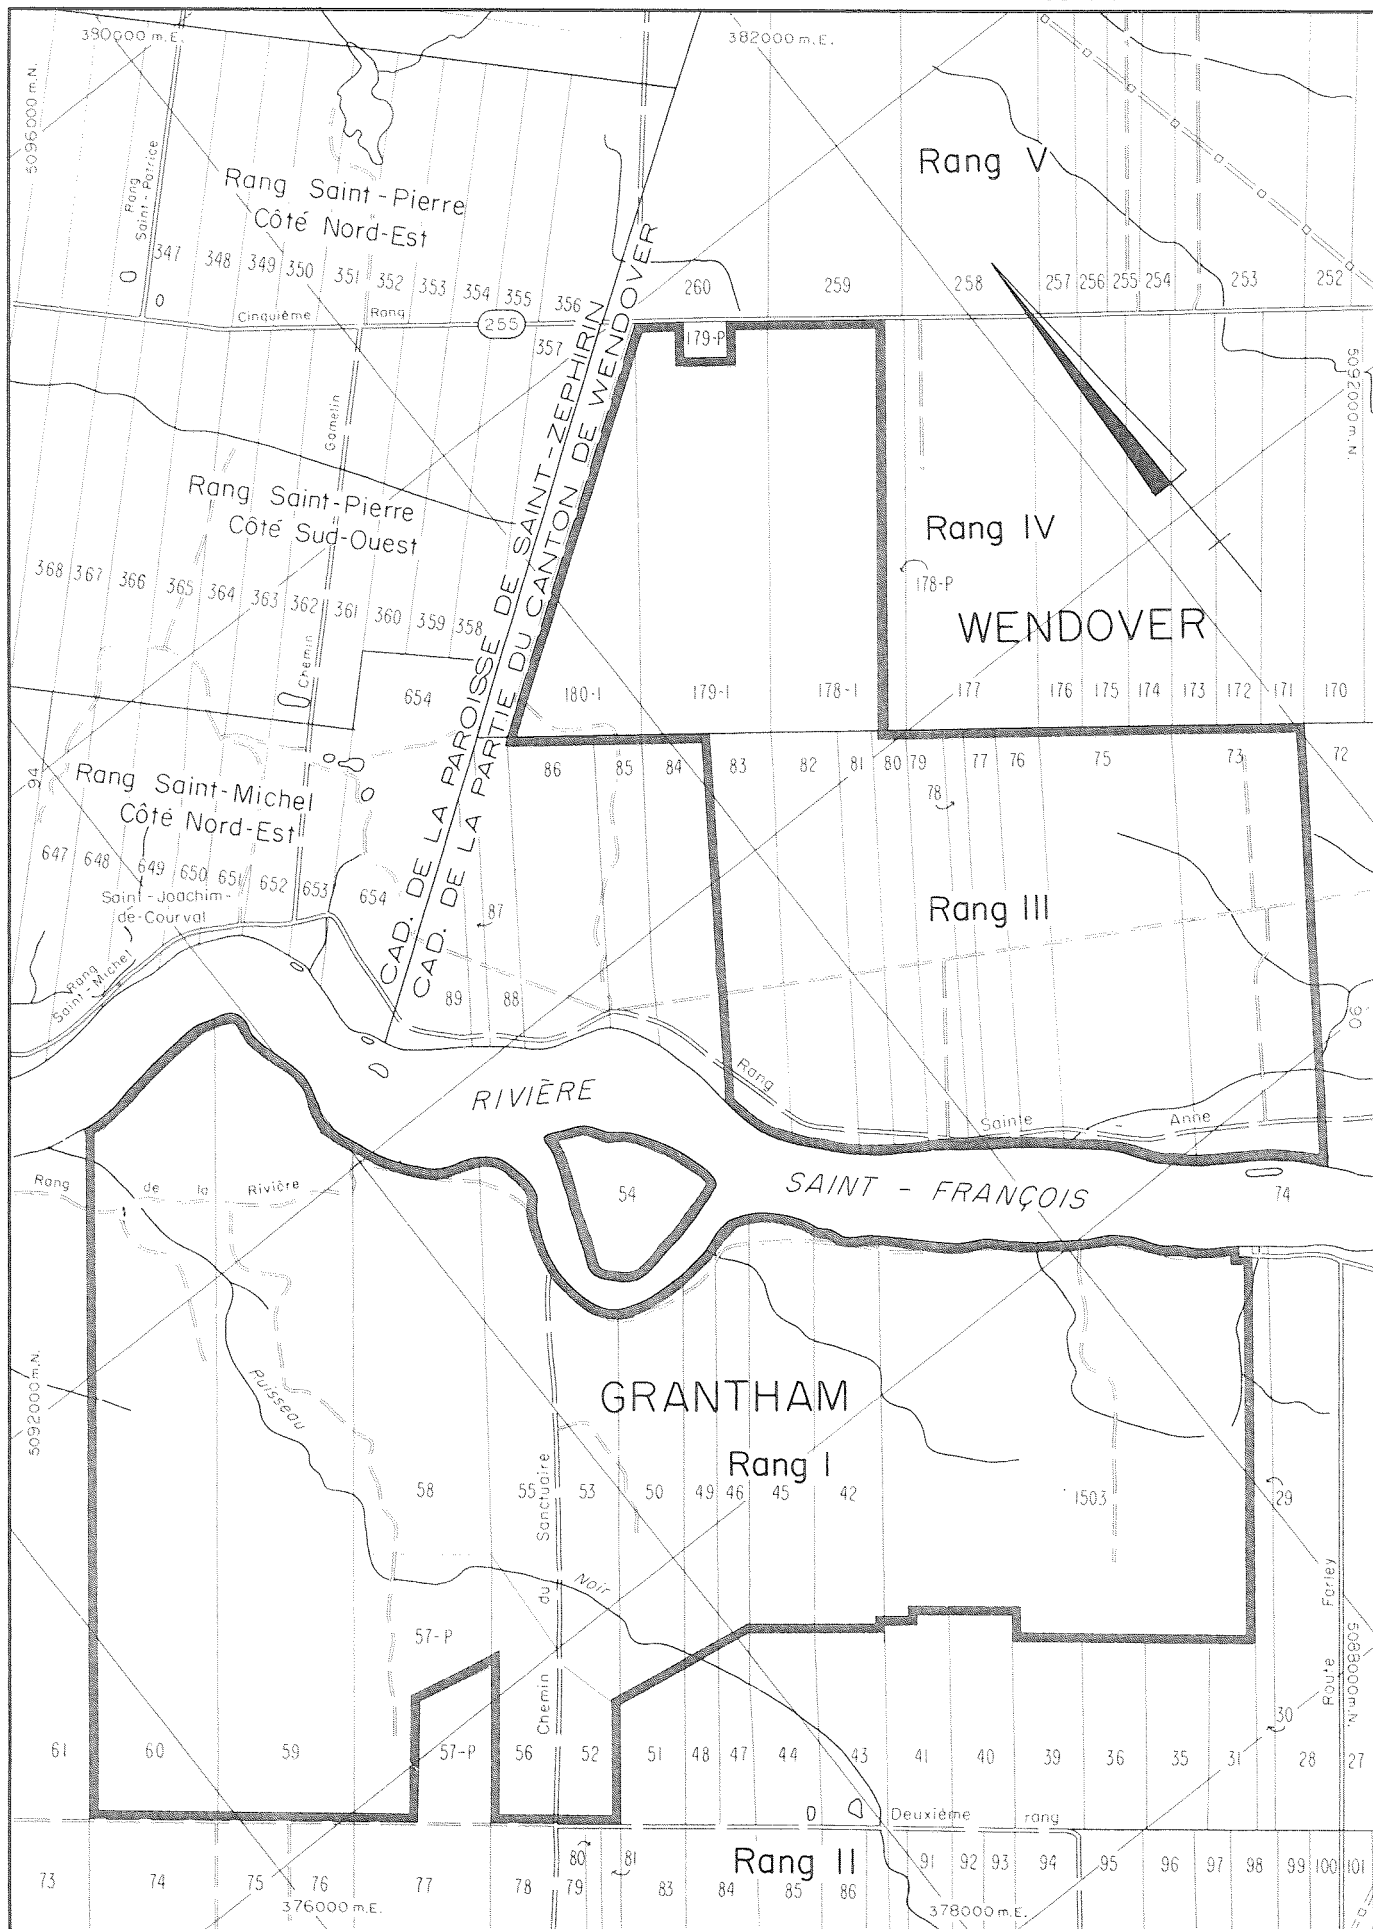 380000 m.E.
382000 m.E.
5096000 m.N.
Rang V
Rang
Saint-Patrice
Rang Saint-Pierre
Côté Nord-Est
347 348 349 350 351 352 353 354 355 356
260 259 258 257 256 255 254 253 252
Cinquième Rang
255
357
179-P
5092000 m.N.
Gamelin
Chemin
Rang Saint-Pierre
Côté Sud-Ouest
CAD. DE LA PAROISSE DE SAINT-ZÉPHIRIN
CAD. DE LA PARTIE DU CANTON DE WENDOVER
Rang IV
178-P
WENDOVER
368 367 366 365 364 363 362 361 360 359 358
654
180-1 179-1 178-1 177 176 175 174 173 172 171 170
86 85 84 83 82 81 80 79 77 76 75 73 72
78
94
Rang Saint-Michel
Côté Nord-Est
647 648 649 650 651 652 653 654
Saint-Joachim-
de-Courval
87
Rang III
Rang
Saint-Michel
89 88
90
RIVIÈRE
Rang Sainte Anne
SAINT - FRANÇOIS
54
74
Rang de la Rivière
5092000 m.N.
Ruisseau
GRANTHAM
Rang I
58 55 53 50 49 46 45 42 1503 29
Chemin du Sanctuaire
Noir
57-P
Route Farley
5088000 m.N.
30
61 60 59 57-P 56 52 51 48 47 44 43 41 40 39 36 35 31 28 27
Deuxième rang
Rang II
80 81
73 74 75 76 77 78 79 83 84 85 86 91 92 93 94 95 96 97 98 99 100 101
376000 m.E.
378000 m.E.